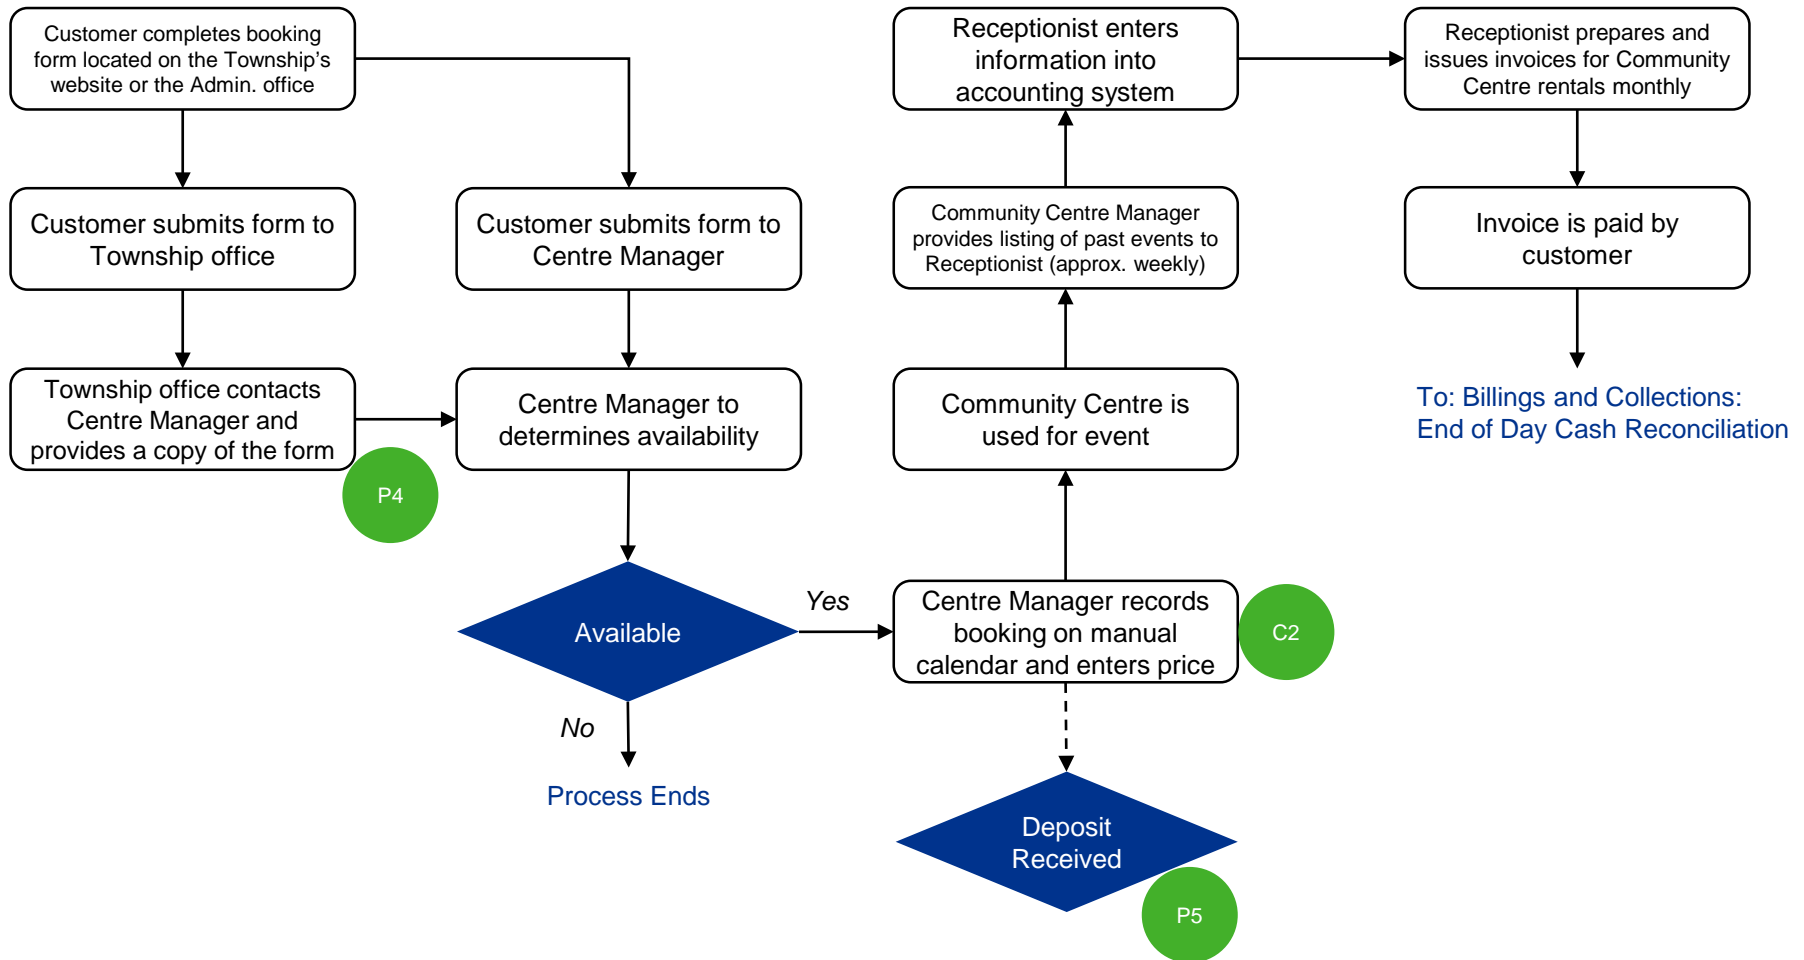 Customer completes booking
form located on the Township's
website or the Admin. office
Customer submits form to
Township office
Township office contacts
Centre Manager and
provides a copy of the form
P4
Customer submits form to
Centre Manager
Centre Manager to
determines availability
Available
Yes
No
Process Ends
Receptionist enters
information into
accounting system
Community Centre Manager
provides listing of past events to
Receptionist (approx. weekly)
Community Centre is
used for event
Centre Manager records
booking on manual
calendar and enters price
C2
Deposit
Received
P5
Receptionist prepares and
issues invoices for Community
Centre rentals monthly
Invoice is paid by
customer
To: Billings and Collections:
End of Day Cash Reconciliation